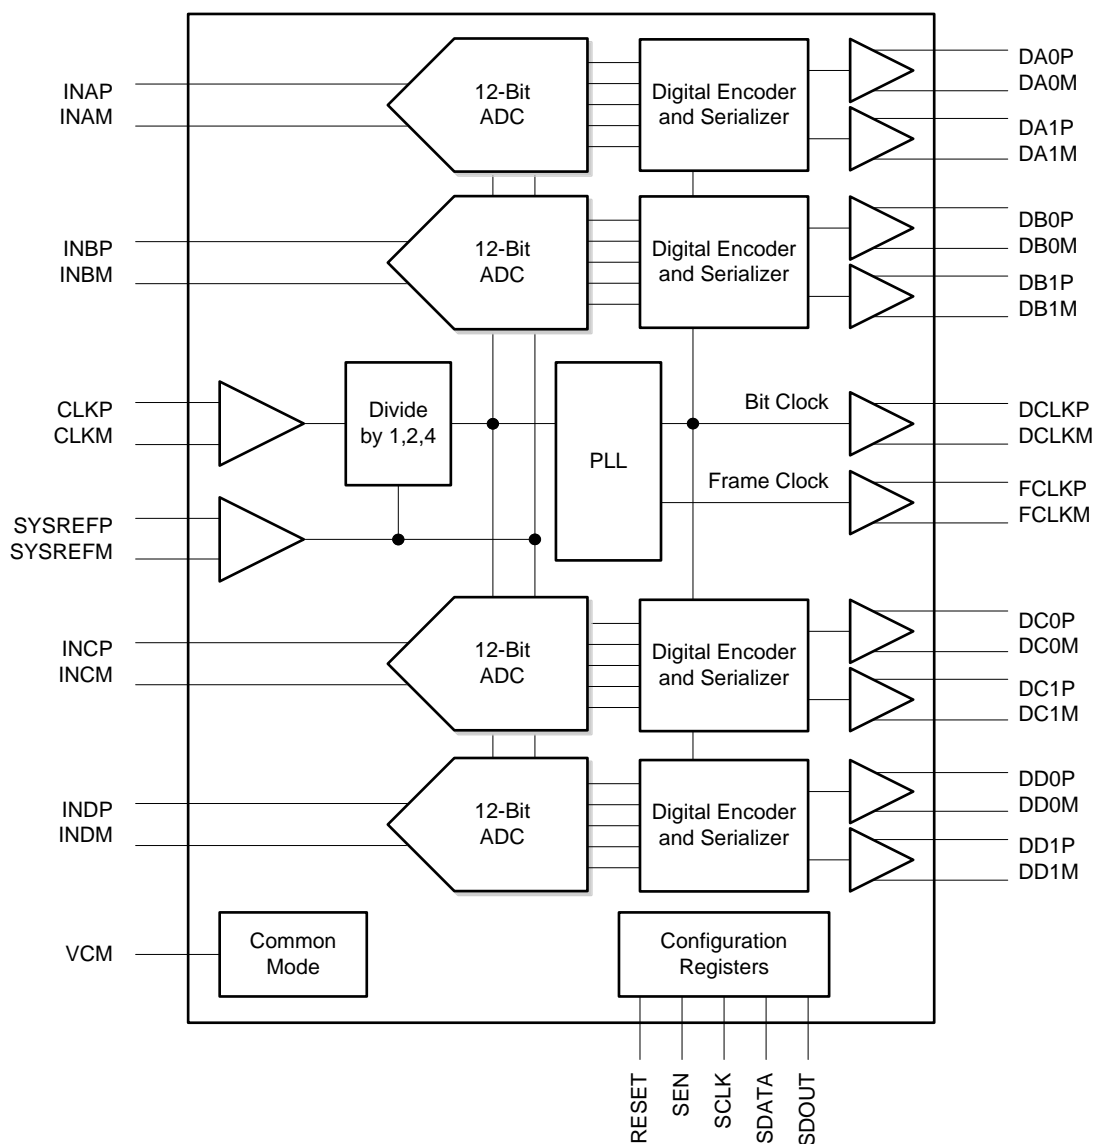 INAP
INAM
12-Bit
ADC
Digital Encoder
and Serializer
DA0P
DA0M
DA1P
DA1M
INBP
INBM
12-Bit
ADC
Digital Encoder
and Serializer
DB0P
DB0M
DB1P
DB1M
CLKP
CLKM
Divide
by 1,2,4
PLL
Bit Clock
DCLKP
DCLKM
Frame Clock
FCLKP
FCLKM
SYSREFP
SYSREFM
INCP
INCM
12-Bit
ADC
Digital Encoder
and Serializer
DC0P
DC0M
DC1P
DC1M
INDP
INDM
12-Bit
ADC
Digital Encoder
and Serializer
DD0P
DD0M
DD1P
DD1M
VCM
Common
Mode
Configuration
Registers
RESET
SEN
SCLK
SDATA
SDOUT